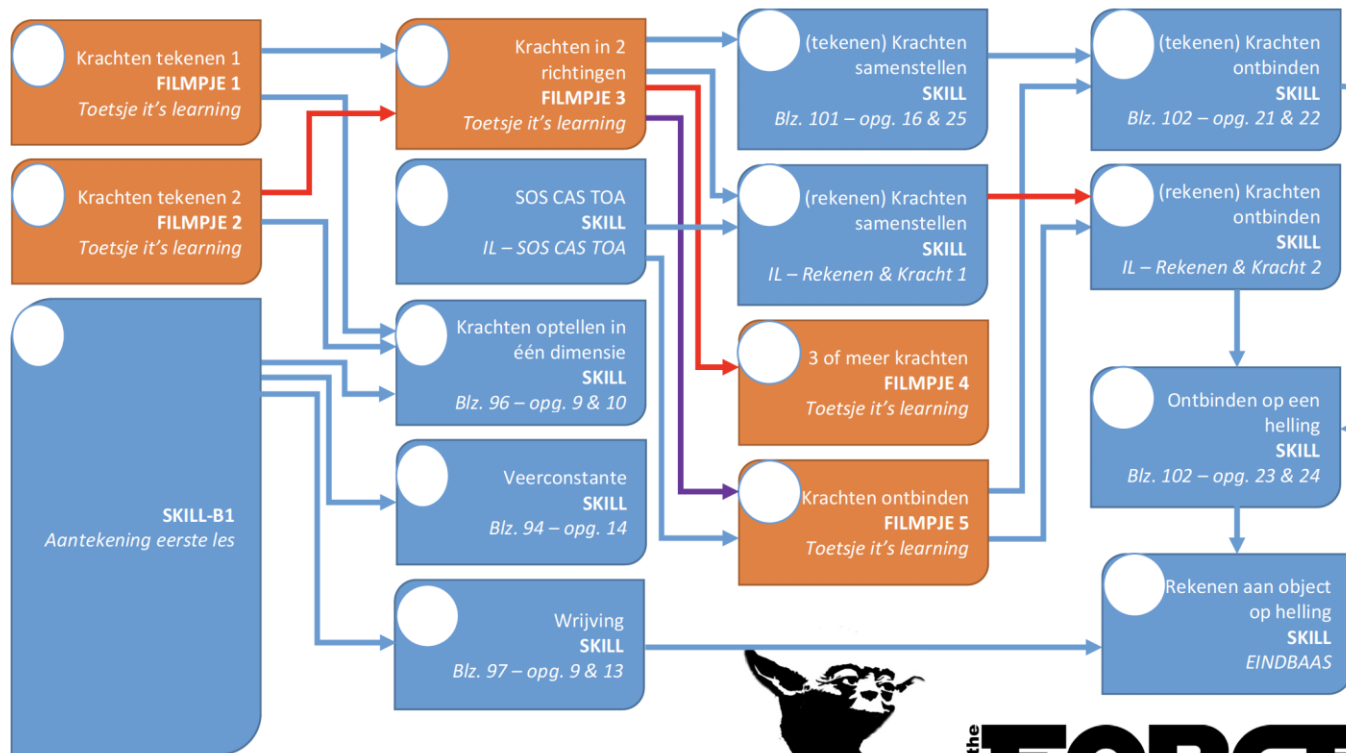 Krachten tekenen 1
FILMPJE 1
Toetsje it's learning
Krachten tekenen 2
FILMPJE 2
Toetsje it's learning
SKILL-B1
Aantekening eerste les
Krachten in 2
richtingen
FILMPJE 3
Toetsje it's learning
SOS CAS TOA
SKILL
IL – SOS CAS TOA
Krachten optellen in
één dimensie
SKILL
Blz. 96 – opg. 9 & 10
Veerconstante
SKILL
Blz. 94 – opg. 14
Wrijving
SKILL
Blz. 97 – opg. 9 & 13
(tekenen) Krachten
samenstellen
SKILL
Blz. 101 – opg. 16 & 25
(rekenen) Krachten
samenstellen
SKILL
IL – Rekenen & Kracht 1
3 of meer krachten
FILMPJE 4
Toetsje it's learning
Krachten ontbinden
FILMPJE 5
Toetsje it's learning
(tekenen) Krachten
ontbinden
SKILL
Blz. 102 – opg. 21 & 22
(rekenen) Krachten
ontbinden
SKILL
IL – Rekenen & Kracht 2
Ontbinden op een
helling
SKILL
Blz. 102 – opg. 23 & 24
Rekenen aan object
op helling
SKILL
EINDBAAS
the